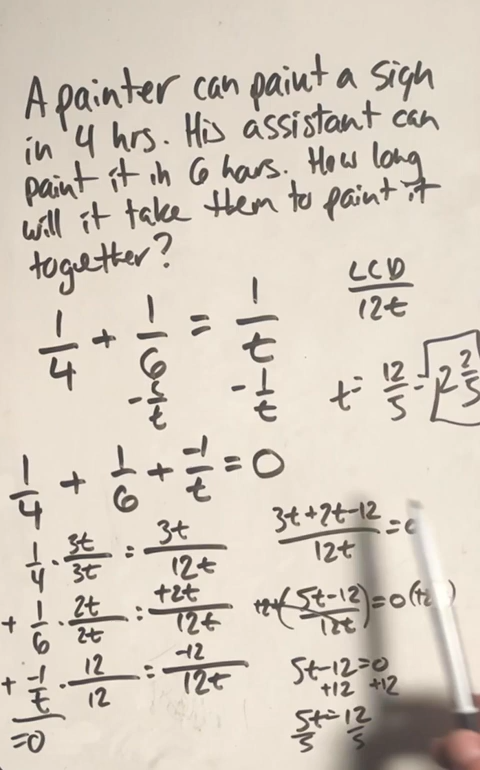 A painter can paint a sign
in 4 hrs. His assistant can
paint it in 6 hours. How long
will it take them to paint it
togethter?
1/4 + 1/6 = 1/t
- 1/t - 1/t
LCD
12t
t = 12/5 = 2 2/5
1/4 + 1/6 + -1/t = 0
1/4 · 3t/3t = 3t/12t
+ 1/6 · 2t/2t = +2t/12t
+ -1/t · 12/12 = -12/12t
=0
3t+2t-12/12t = 0
(5t-12/12t) = 0
5t-12=0
+12 +12
5t/5 = 12/5